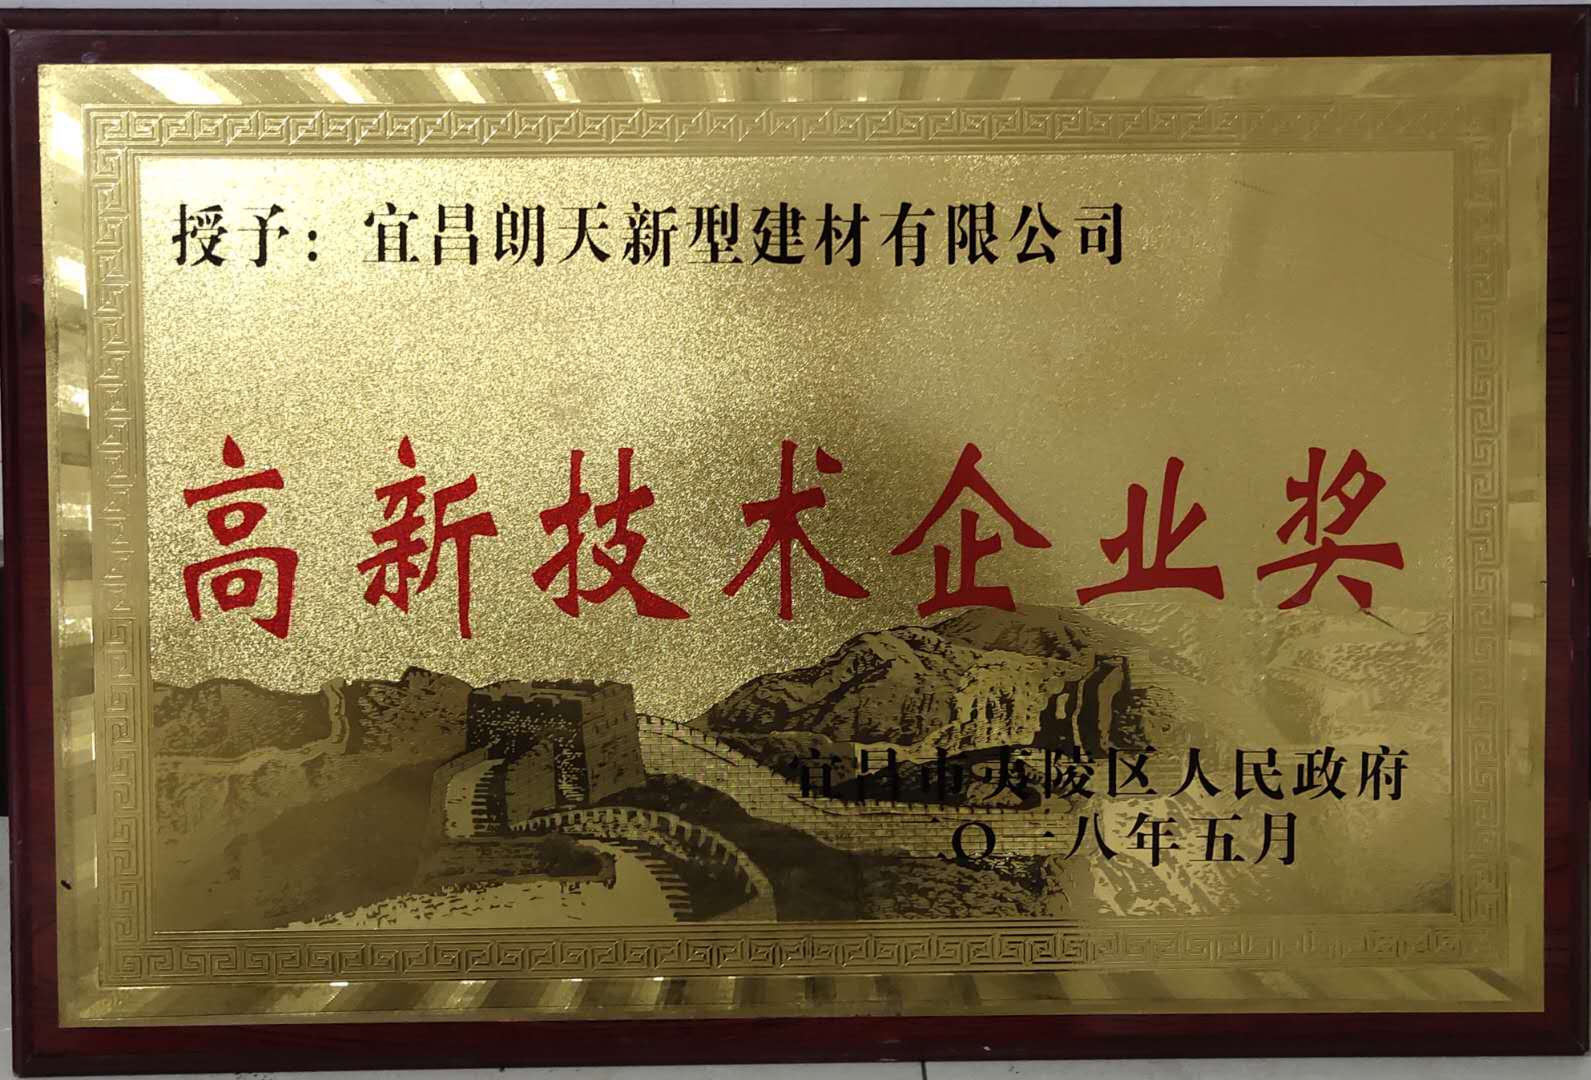 授予：宜昌朗天新型建材有限公司
高新技术企业奖
宜昌市夷陵区人民政府
二〇一八年五月